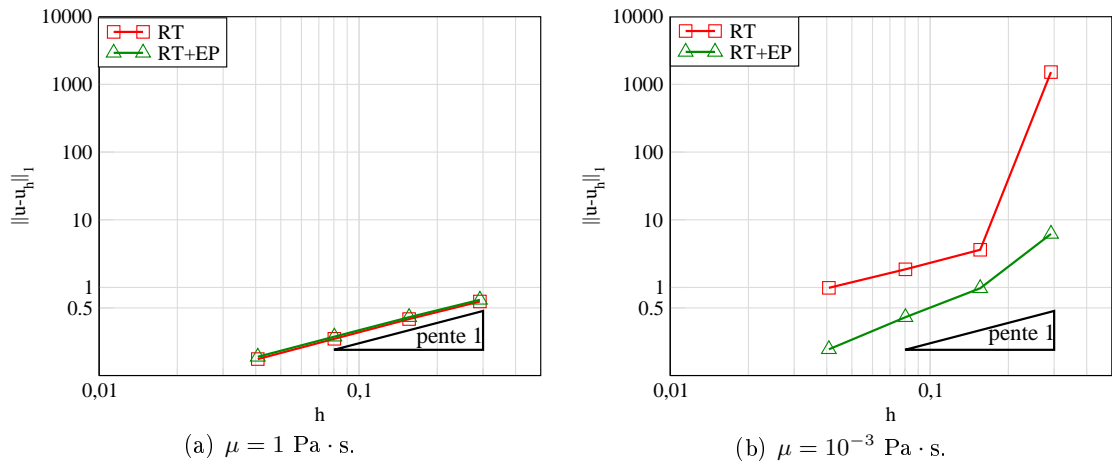 10000
1000
100
10
1
0.5
||u-u_h||_1
RT
RT+EP
pente 1
0,01
0,1
h
(a) μ = 1 Pa · s.
10000
1000
100
10
1
0.5
||u-u_h||_1
RT
RT+EP
pente 1
0,01
0,1
h
(b) μ = 10⁻³ Pa · s.